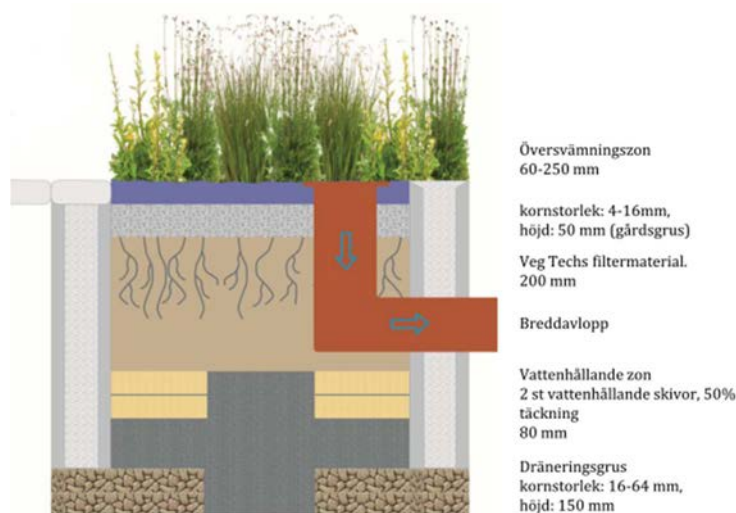 Översvämningszon
60-250 mm
kornstorlek: 4-16mm,
höjd: 50 mm (gårdsgrus)
Veg Techs filtermaterial.
200 mm
Breddavlopp
Vattenhållande zon
2 st vattenhållande skivor, 50%
täckning
80 mm
Dräneringsgrus
kornstorlek: 16-64 mm,
höjd: 150 mm